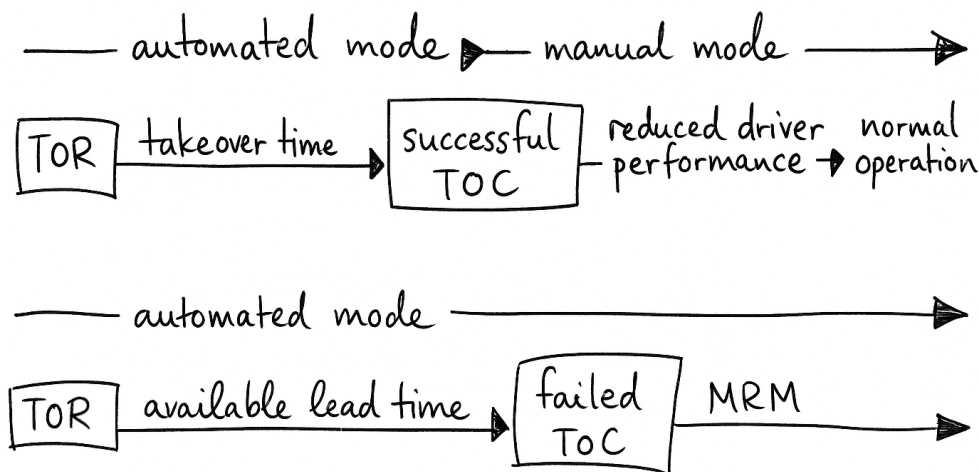 automated mode manual mode
TOR takeover time successful TOC reduced driver performance normal operation
automated mode
TOR available lead time failed TOC MRM